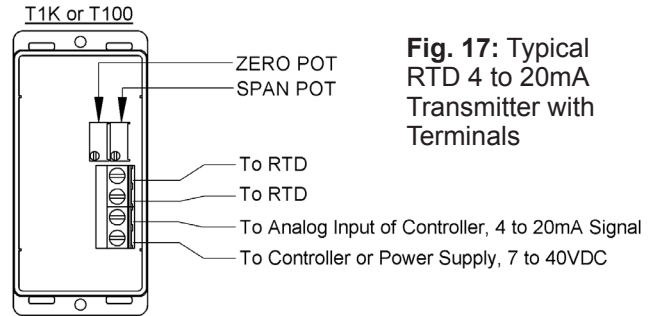 T1K or T100
ZERO POT
SPAN POT
To RTD
To RTD
To Analog Input of Controller, 4 to 20mA Signal
To Controller or Power Supply, 7 to 40VDC
Fig. 17: Typical
RTD 4 to 20mA
Transmitter with
Terminals